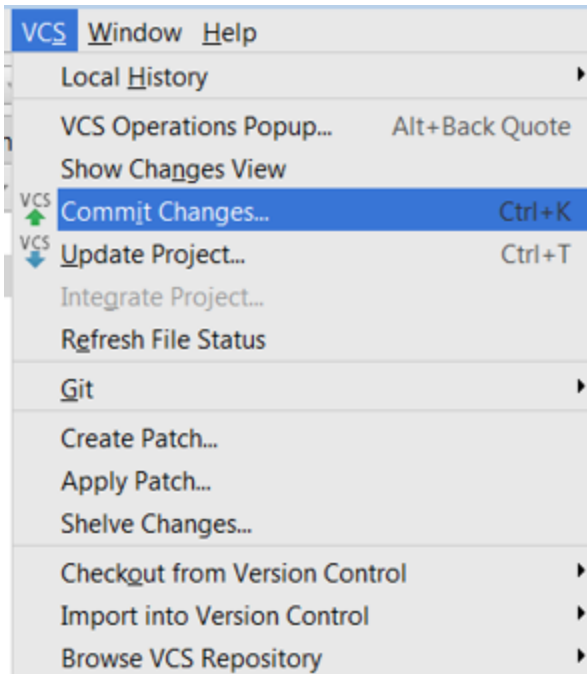 VCS Window Help
Local History
VCS Operations Popup... Alt+Back Quote
Show Changes View
VCS Commit Changes... Ctrl+K
VCS Update Project... Ctrl+T
Integrate Project...
Refresh File Status
Git
Create Patch...
Apply Patch...
Shelve Changes...
Checkout from Version Control
Import into Version Control
Browse VCS Repository